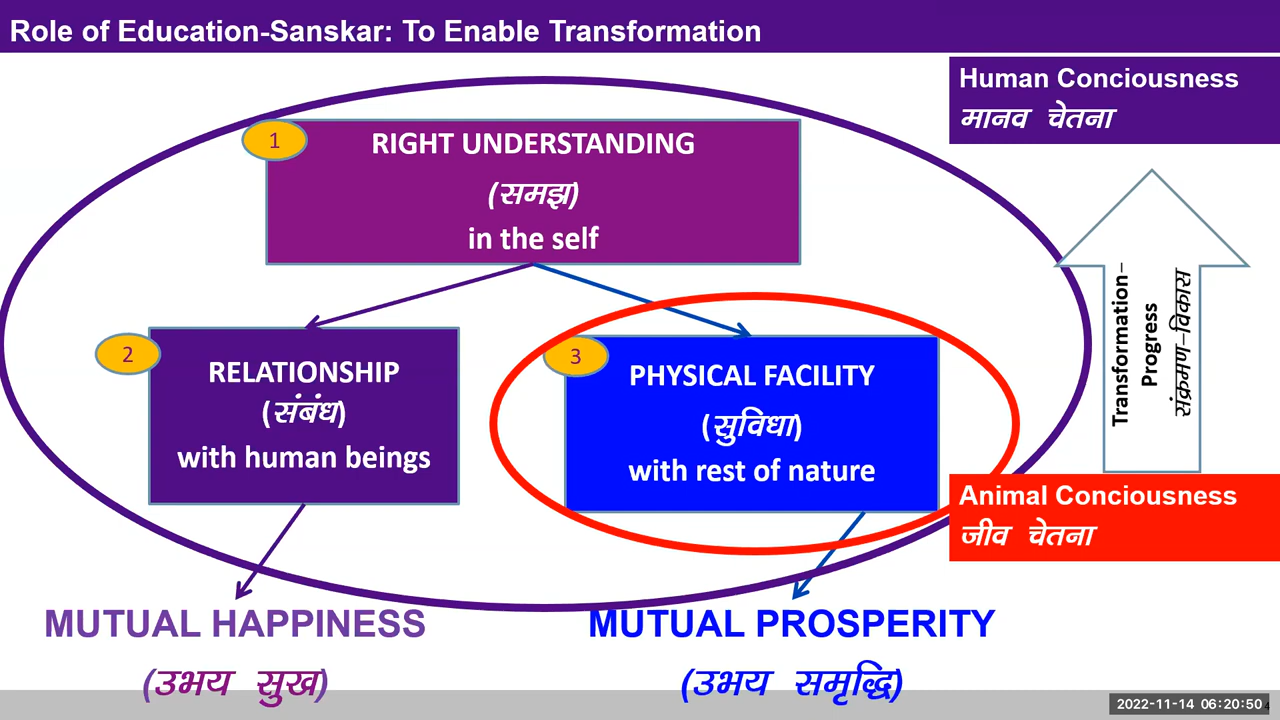 Role of Education-Sanskar: To Enable Transformation
Human Conciousness
मानव चेतना
1
RIGHT UNDERSTANDING
(समझ)
in the self
2
RELATIONSHIP
(संबंध)
with human beings
3
PHYSICAL FACILITY
(सुविधा)
with rest of nature
Transformation–
Progress
संक्रमण–विकास
Animal Conciousness
जीव चेतना
MUTUAL HAPPINESS
(उभय सुख)
MUTUAL PROSPERITY
(उभय समृद्धि)
2022-11-14 06:20:50